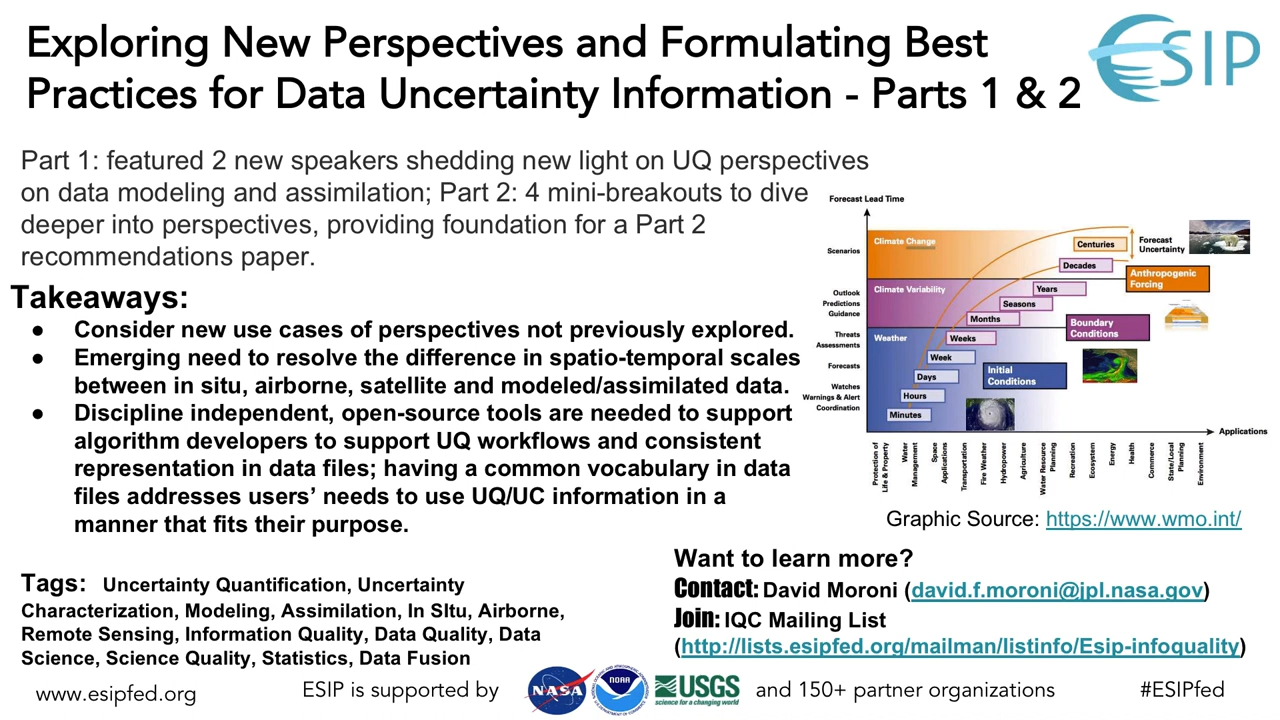 Exploring New Perspectives and Formulating Best
Practices for Data Uncertainty Information - Parts 1 & 2
ESIP
Part 1: featured 2 new speakers shedding new light on UQ perspectives
on data modeling and assimilation; Part 2: 4 mini-breakouts to dive
deeper into perspectives, providing foundation for a Part 2
recommendations paper.
Takeaways:
● Consider new use cases of perspectives not previously explored.
● Emerging need to resolve the difference in spatio-temporal scales
between in situ, airborne, satellite and modeled/assimilated data.
● Discipline independent, open-source tools are needed to support
algorithm developers to support UQ workflows and consistent
representation in data files; having a common vocabulary in data
files addresses users’ needs to use UQ/UC information in a
manner that fits their purpose.
Forecast Lead Time
Scenarios
Outlook
Predictions
Guidance
Threats
Assessments
Forecasts
Watches
Warnings & Alert
Coordination
Climate Change
Climate Variability
Weather
Centuries
Decades
Years
Seasons
Months
Weeks
Week
Days
Hours
Minutes
Forecast
Uncertainty
Anthropogenic
Forcing
Boundary
Conditions
Initial
Conditions
Applications
Protection of
Life & Property
Water
Management
Space
Applications
Transportation
Fire Weather
Hydropower
Agriculture
Water Resource
Planning
Recreation
Ecosystem
Energy
Health
Commerce
State/Local
Planning
Environment
Graphic Source: https://www.wmo.int/
Tags: Uncertainty Quantification, Uncertainty
Characterization, Modeling, Assimilation, In SItu, Airborne,
Remote Sensing, Information Quality, Data Quality, Data
Science, Science Quality, Statistics, Data Fusion
Want to learn more?
Contact: David Moroni (david.f.moroni@jpl.nasa.gov)
Join: IQC Mailing List
(http://lists.esipfed.org/mailman/listinfo/Esip-infoquality)
www.esipfed.org
ESIP is supported by
NASA
NOAA
USGS
science for a changing world
and 150+ partner organizations
#ESIPfed